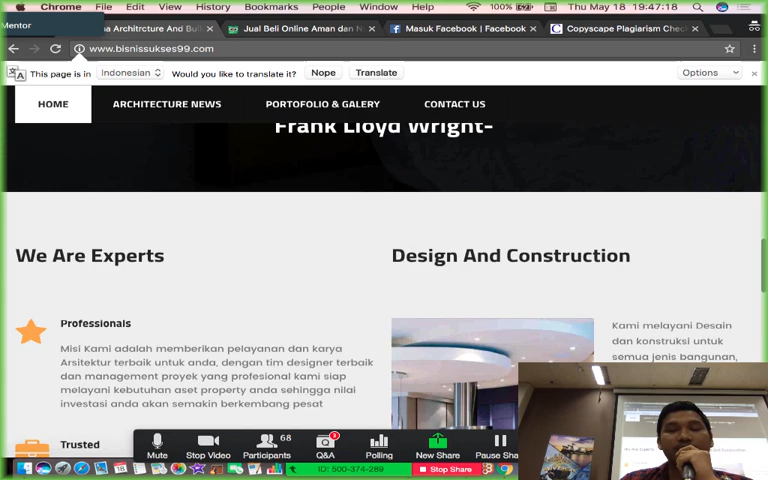 Chrome File Edit View History Bookmarks People Window Help 100% Thu May 18 19:47:18
Mentor
Jual Beli Online Aman dan N
Masuk Facebook | Facebook
Copyscape Plagiarism Chec
www.bisnissukses99.com
This page is in Indonesian Would you like to translate it? Nope Translate Options
HOME ARCHITECTURE NEWS PORTOFOLIO & GALERY CONTACT US
Frank Lloyd Wright-
We Are Experts
Professionals
Misi Kami adalah memberikan pelayanan dan karya
Arsitektur terbaik untuk anda, dengan tim designer terbaik
dan management proyek yang profesional kami siap
melayani kebutuhan aset property anda sehingga nilai
investasi anda akan semakin berkembang pesat
Trusted
Design And Construction
Kami melayani Desain
dan konstruksi untuk
semua jenis bangunan,
Mute Stop Video Participants 68 Q&A Polling New Share Pause Sha
ID: 500-374-289 Stop Share